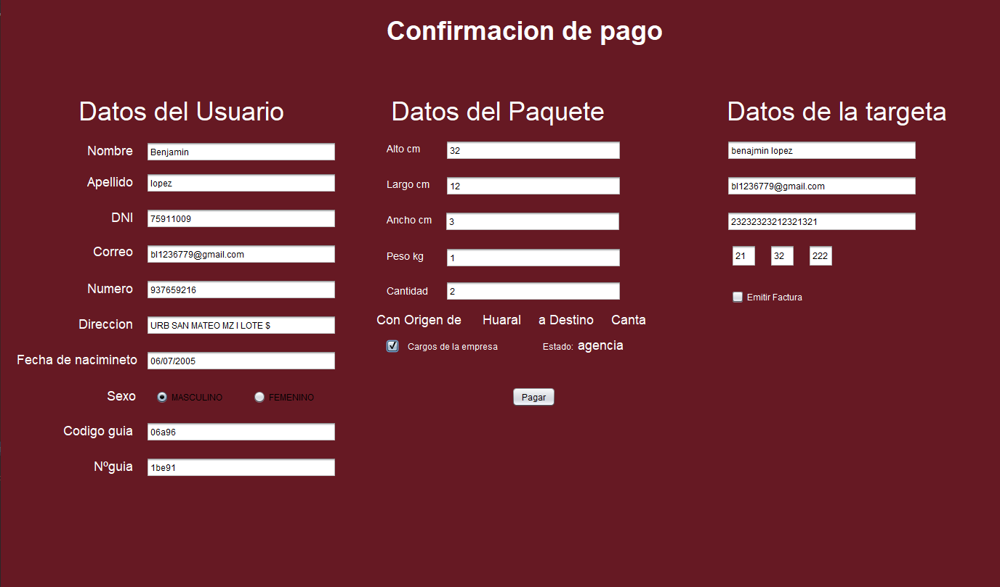 Confirmacion de pago
Datos del Usuario
Nombre Benjamin
Apellido lopez
DNI 75911009
Correo bl1236779@gmail.com
Numero 937659216
Direccion URB SAN MATEO MZ I LOTE $
Fecha de nacimineto 06/07/2005
Sexo MASCULINO FEMENINO
Codigo guia 06a96
Nºguia 1be91
Datos del Paquete
Alto cm 32
Largo cm 12
Ancho cm 3
Peso kg 1
Cantidad 2
Con Origen de Huaral a Destino Canta
Cargos de la empresa Estado: agencia
Pagar
Datos de la targeta
benajmin lopez
bl1236779@gmail.com
23232323212321321
21 32 222
Emitir Factura